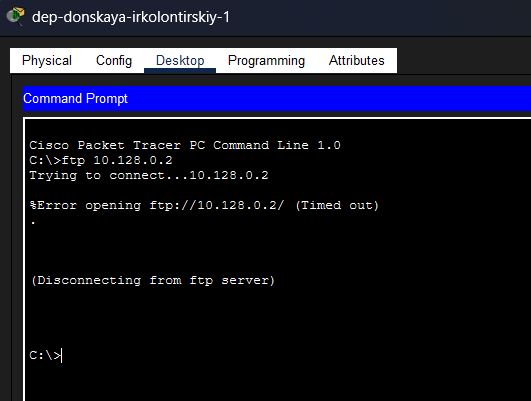 dep-donskaya-irkolontirskiy-1
Physical Config Desktop Programming Attributes
Command Prompt
Cisco Packet Tracer PC Command Line 1.0
C:\>ftp 10.128.0.2
Trying to connect...10.128.0.2
%Error opening ftp://10.128.0.2/ (Timed out)
.
(Disconnecting from ftp server)
C:\>